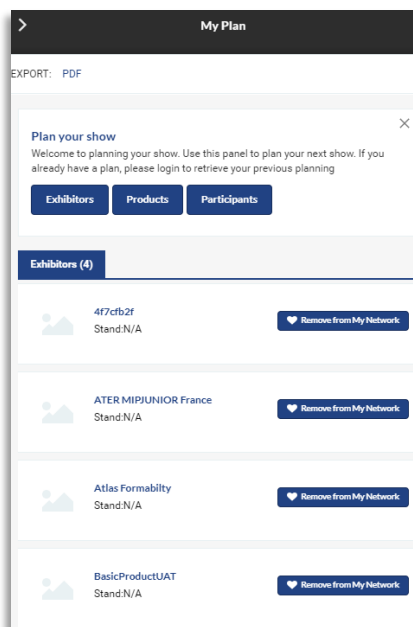 My Plan
EXPORT: PDF
Plan your show
Welcome to planning your show. Use this panel to plan your next show. If you
already have a plan, please login to retrieve your previous planning
Exhibitors Products Participants
Exhibitors (4)
4f7cfb2f
Stand:N/A
Remove from My Network
ATER MIPJUNIOR France
Stand:N/A
Remove from My Network
Atlas Formabilty
Stand:N/A
Remove from My Network
BasicProductUAT
Stand:N/A
Remove from My Network